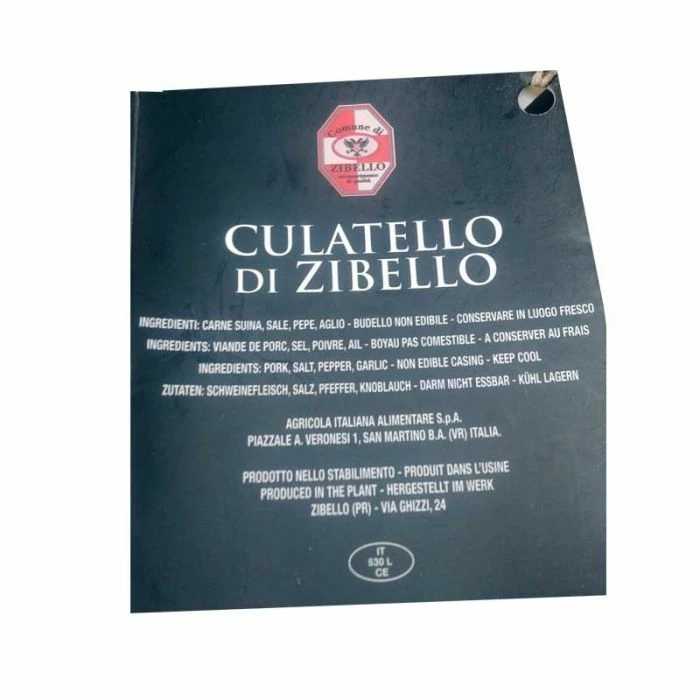 Comune di
ZIBELLO
CULATELLO
DI ZIBELLO
INGREDIENTI: CARNE SUINA, SALE, PEPE, AGLIO - BUDELLO NON EDIBILE - CONSERVARE IN LUOGO FRESCO
INGREDIENTS: VIANDE DE PORC, SEL, POIVRE, AIL - BOYAU PAS COMESTIBLE - A CONSERVER AU FRAIS
INGREDIENTS: PORK, SALT, PEPPER, GARLIC - NON EDIBLE CASING - KEEP COOL
ZUTATEN: SCHWEINEFLEISCH, SALZ, PFEFFER, KNOBLAUCH - DARM NICHT ESSBAR - KÜHL LAGERN
AGRICOLA ITALIANA ALIMENTARE S.p.A.
PIAZZALE A. VERONESI 1, SAN MARTINO B.A. (VR) ITALIA.
PRODOTTO NELLO STABILIMENTO - PRODUIT DANS L'USINE
PRODUCED IN THE PLANT - HERGESTELLT IM WERK
ZIBELLO (PR) - VIA GHIZZI, 24
IT
530 L
CE